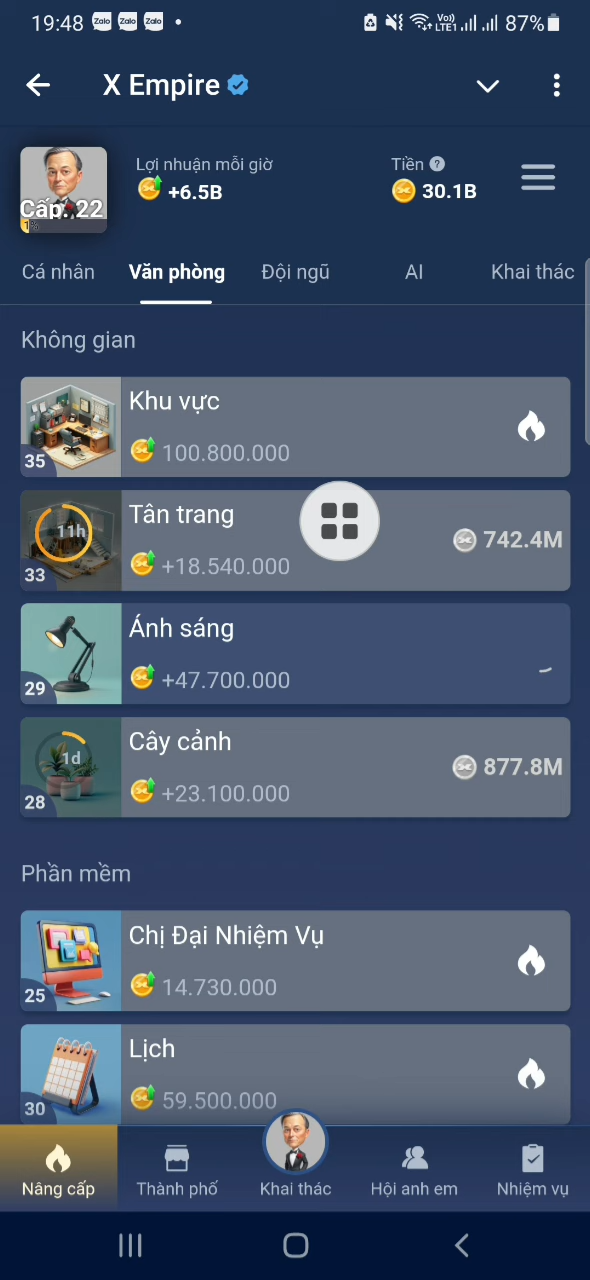 19:48 Zalo Zalo Zalo Vo)) LTE1 87%
X Empire
Lợi nhuận mỗi giờ
+6.5B
Tiền ?
30.1B
Cấp. 22
1%
Cá nhân Văn phòng Đội ngũ AI Khai thác
Không gian
Khu vực
35
100.800.000
Tân trang
11h
33
+18.540.000
742.4M
Ánh sáng
29
+47.700.000
Cây cảnh
1d
28
+23.100.000
877.8M
Phần mềm
Chị Đại Nhiệm Vụ
25
14.730.000
Lịch
30
59.500.000
Nâng cấp Thành phố Khai thác Hội anh em Nhiệm vụ